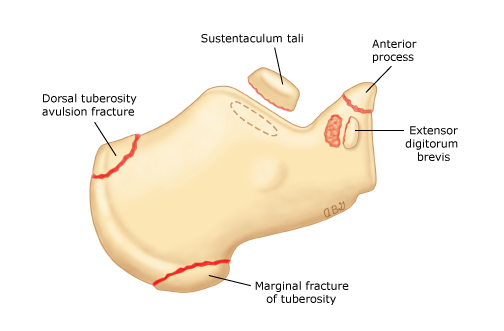 Sustentaculum tali
Anterior
process
Dorsal tuberosity
avulsion fracture
Extensor
digitorum
brevis
Marginal fracture
of tuberosity